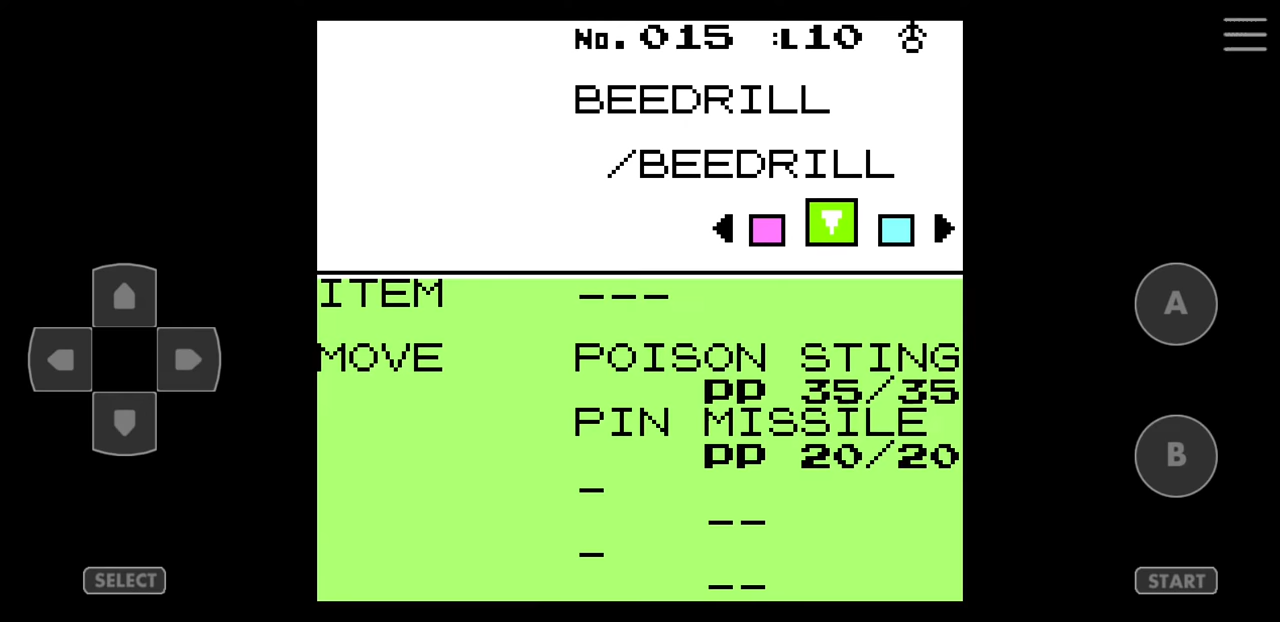 No.015 :L10 ♂
BEEDRILL
/BEEDRILL
ITEM ---
MOVE POISON STING
PP 35/35
PIN MISSILE
PP 20/20
-
--
-
--
A
B
SELECT
START